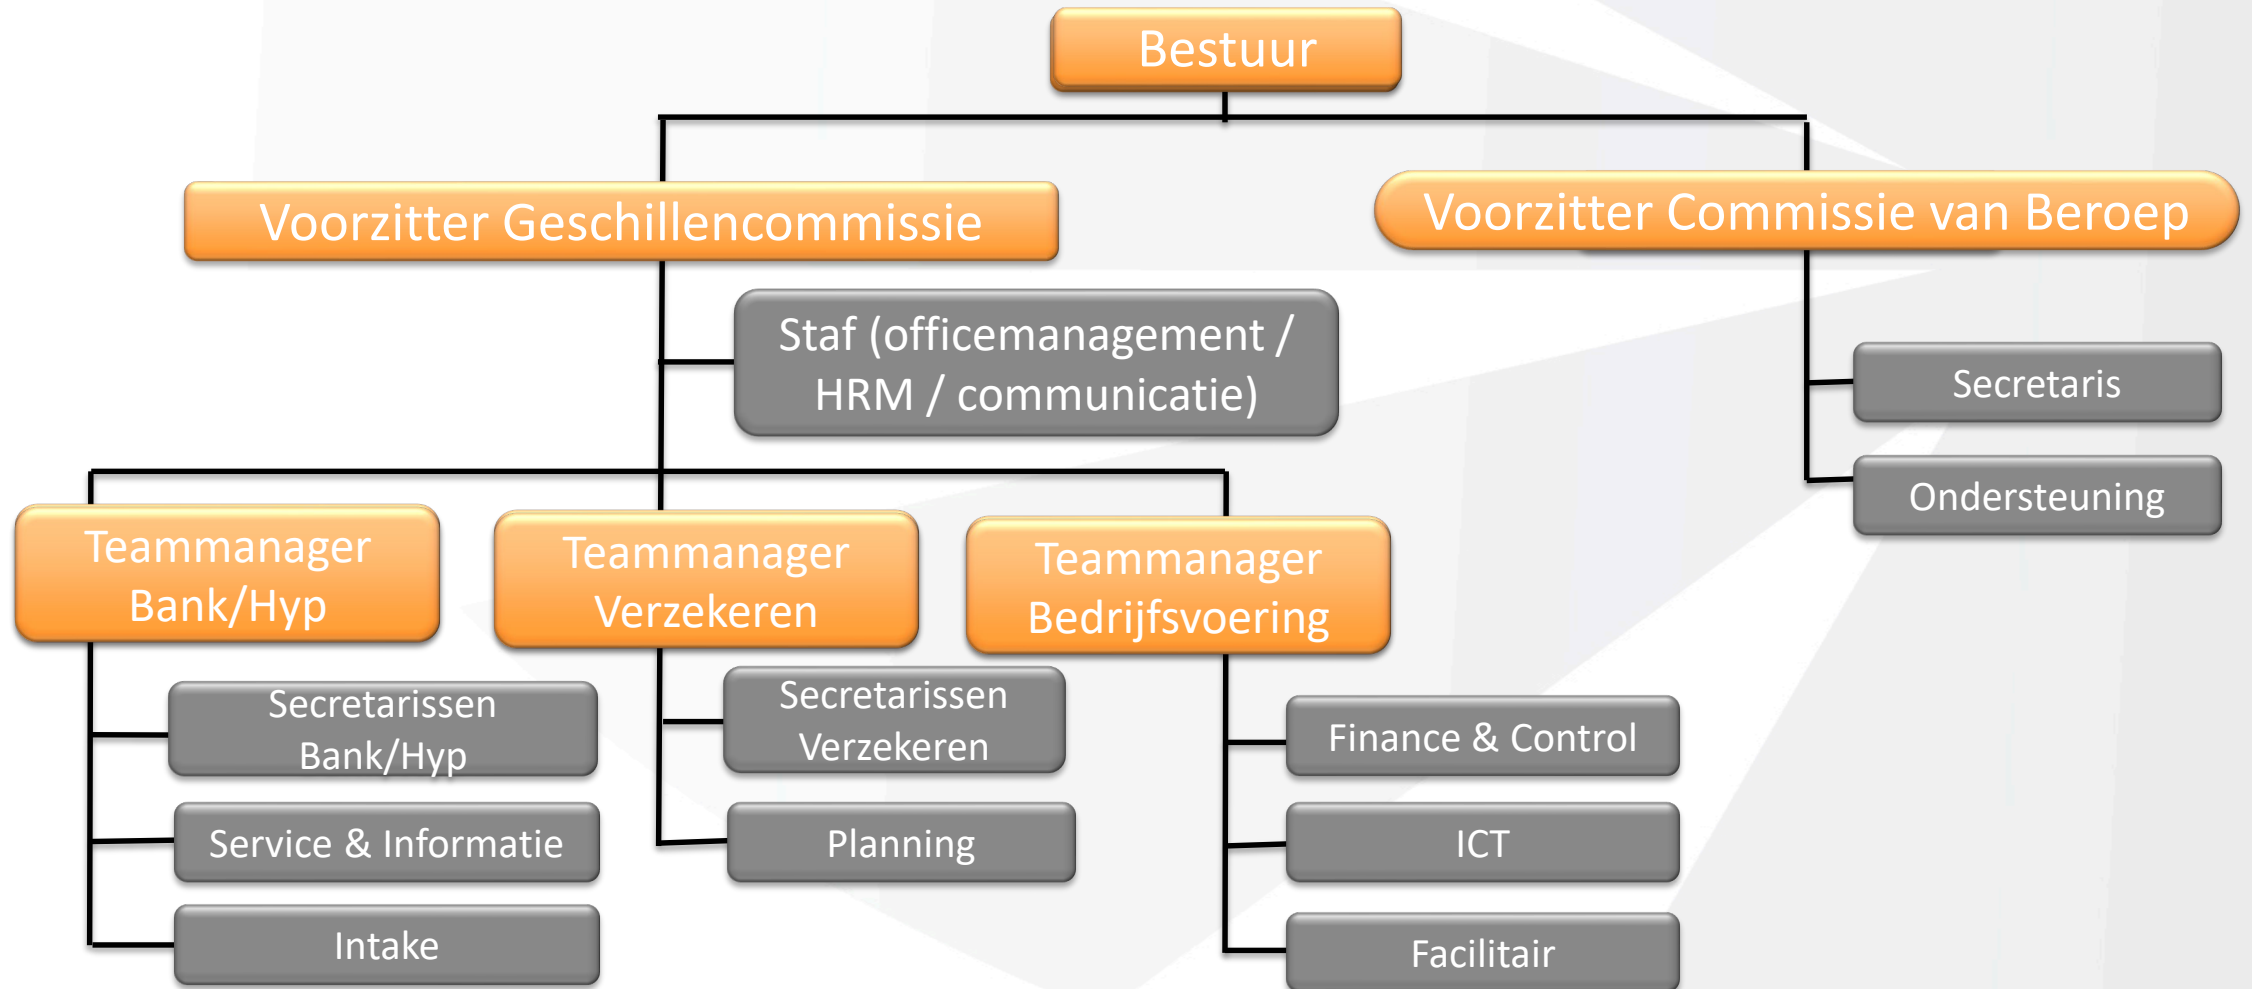 Bestuur
Voorzitter Geschillencommissie
Voorzitter Commissie van Beroep
Staf (officemanagement /
HRM / communicatie)
Secretaris
Ondersteuning
Teammanager
Bank/Hyp
Teammanager
Verzekeren
Teammanager
Bedrijfsvoering
Secretarissen
Bank/Hyp
Service & Informatie
Intake
Secretarissen
Verzekeren
Planning
Finance & Control
ICT
Facilitair